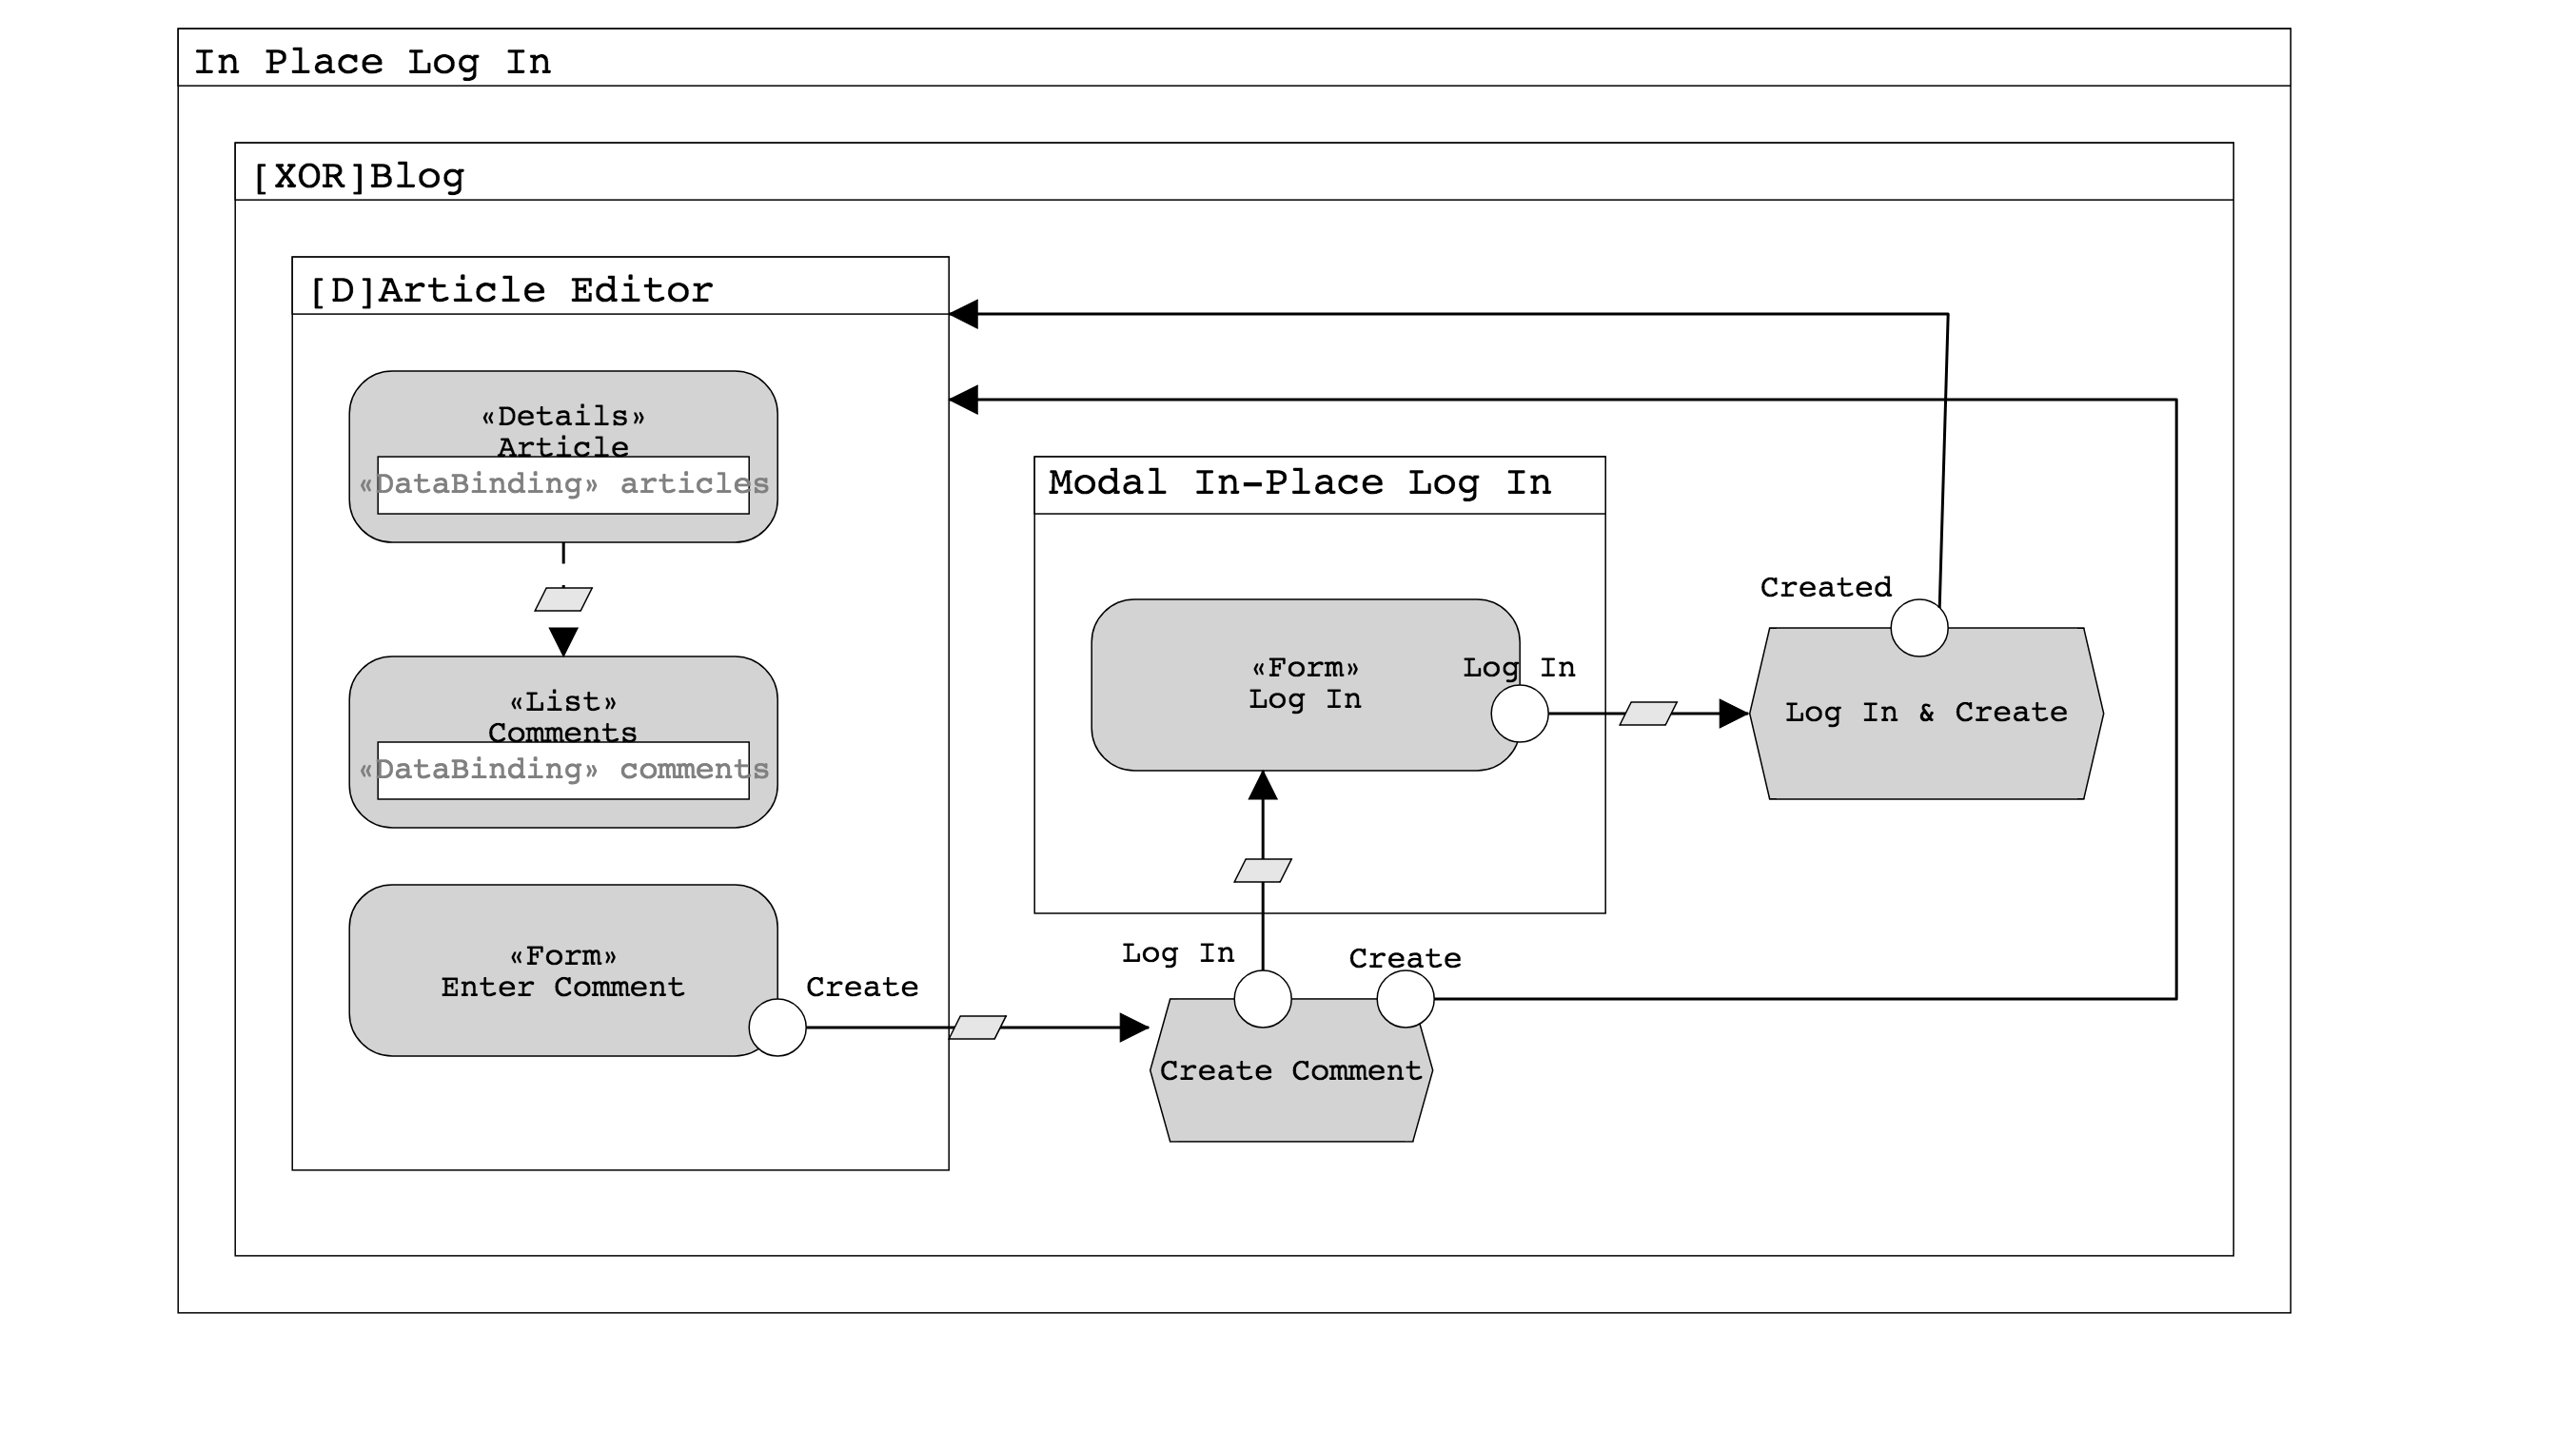 In Place Log In
[XOR]Blog
[D]Article Editor
«Details»
Article
«DataBinding» articles
«List»
Comments
«DataBinding» comments
«Form»
Enter Comment
Create
Modal In-Place Log In
«Form»
Log In
Log In
Created
Log In & Create
Log In
Create
Create Comment